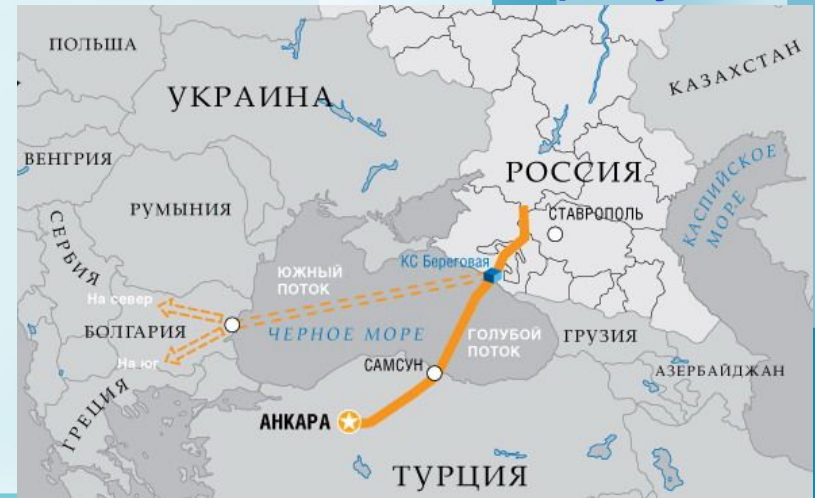 ПОЛЬША
УКРАИНА
КАЗАХСТАН
ВЕНГРИЯ
РОССИЯ
КАСПИЙСКОЕ
МОРЕ
РУМЫНИЯ
СТАВРОПОЛЬ
СЕРБИЯ
КС Береговая
ЮЖНЫЙ
ПОТОК
На север
БОЛГАРИЯ
ЧЕРНОЕ МОРЕ
ГОЛУБОЙ
ПОТОК
ГРУЗИЯ
На юг
САМСУН
АЗЕРБАЙДЖАН
ГРЕЦИЯ
АНКАРА
ТУРЦИЯ